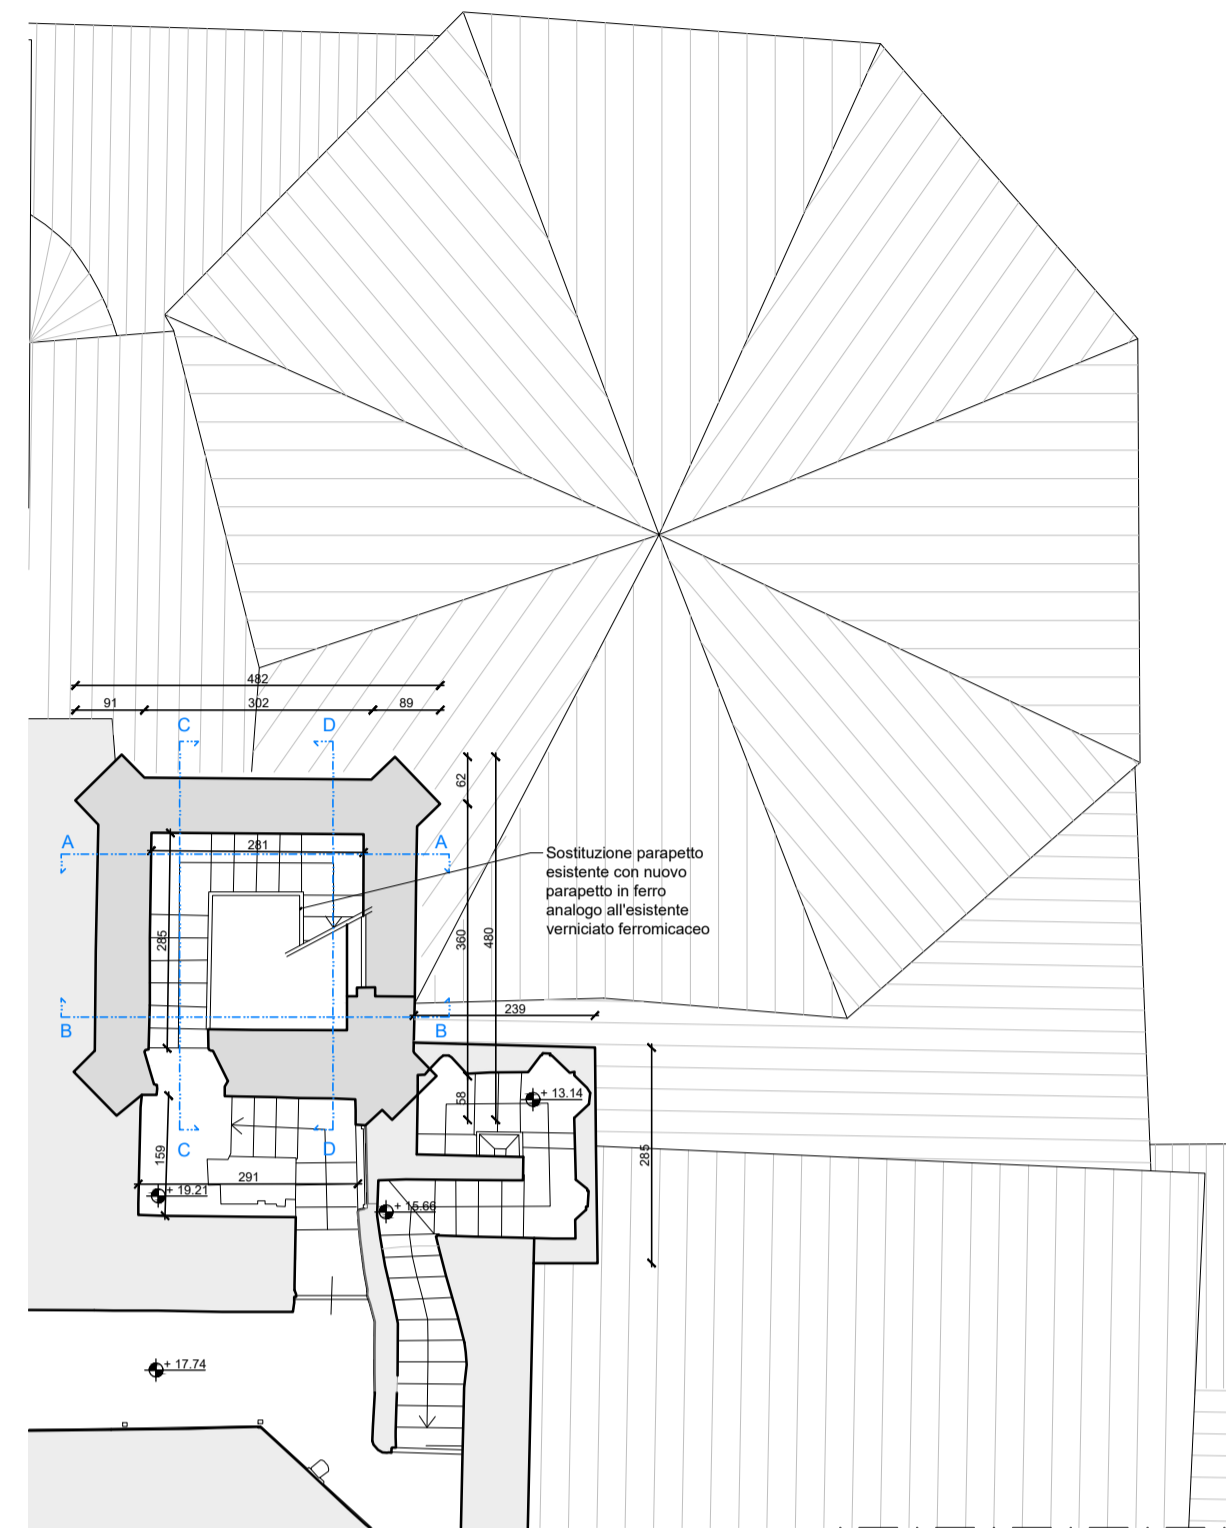 482
91 302 89
C D
62
A A
281
Sostituzione parapetto
esistente con nuovo
parapetto in ferro
analogo all'esistente
verniciato ferromicaceo
285
360
480
239
B B
58
+ 13.14
C D
159
285
291
+ 19.21
+ 15.66
+ 17.74